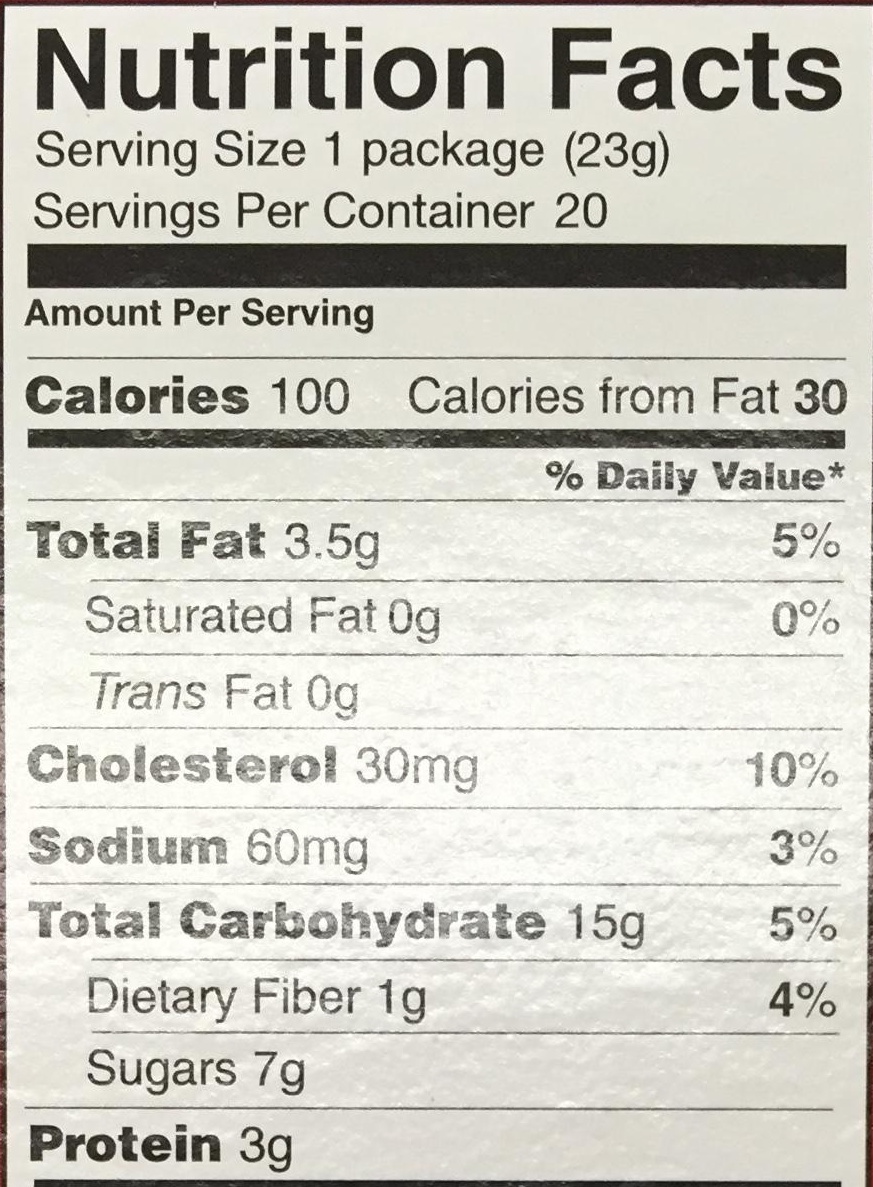 Nutrition Facts
Serving Size 1 package (23g)
Servings Per Container 20
Amount Per Serving
Calories 100 Calories from Fat 30
% Daily Value*
Total Fat 3.5g 5%
Saturated Fat 0g 0%
Trans Fat 0g
Cholesterol 30mg 10%
Sodium 60mg 3%
Total Carbohydrate 15g 5%
Dietary Fiber 1g 4%
Sugars 7g
Protein 3g